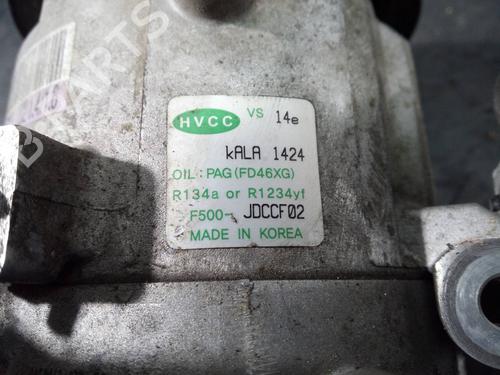 HVCC VS 14e
kALA 1424
OIL: PAG(FD46XG)
R134a or R1234yf
F500- JDCCF02
MADE IN KOREA